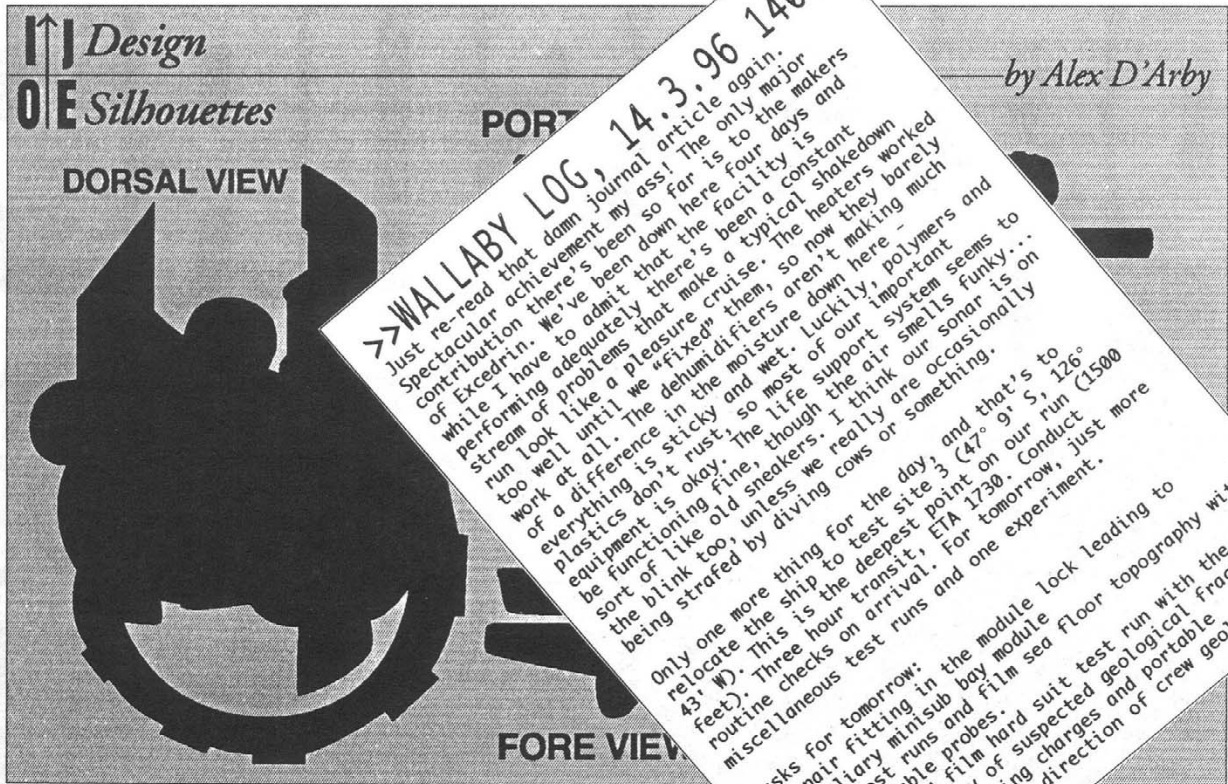 IJ Design
OE Silhouettes
by Alex D'Arby
DORSAL VIEW
PORT
FORE VIEW
>>WALLABY LOG, 14.3.96
Just re-read that damn journal article again.
Spectacular achievement my ass! The only major
contribution there's been so far is to the makers
of Excedrin. We've been down here four days and
while I have to admit that the facility is
performing adequately there's been a constant
stream of problems that make a typical shakedown
run look like a pleasure cruise. The heaters worked
too well until we "fixed" them, so now they barely
work at all. The dehumidifiers aren't making much
of a difference in the moisture down here -
everything is sticky and wet. Luckily, polymers and
plastics don't rust, so most of our important
equipment is okay. The life support system seems to
be functioning fine, though the air smells funky...
sort of like old sneakers. I think our sonar is on
the blink too, unless we really are occasionally
being strafed by diving cows or something.
Only one more thing for the day, and that's to
relocate the ship to test site 3 (47° 9' S, 126°
43' W). This is the deepest point on our run (1500
feet). Three hour transit, ETA 1730. Conduct
routine checks on arrival. For tomorrow, just more
miscellaneous test runs and one experiment.
for tomorrow:
fitting in the module lock leading to
minisub bay module
runs and film sea floor topography
probes.
film hard suit test run with the
of suspected geological
charges and portable
direction of crew